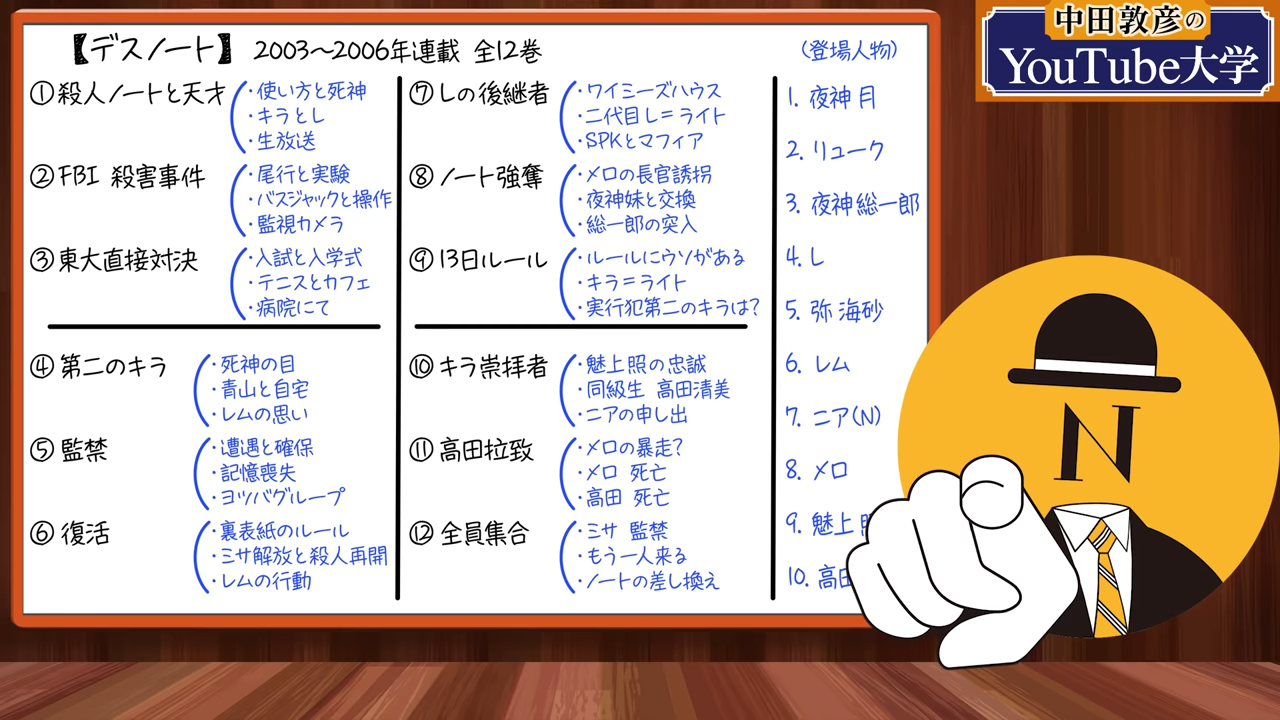 【デスノート】 2003〜2006年連載 全12巻
①殺人ノートと天才
・使い方と死神
・キラとL
・生放送
②FBI 殺害事件
・尾行と実験
・バスジャックと操作
・監視カメラ
③東大直接対決
・入試と入学式
・テニスとカフェ
・病院にて
④第二のキラ
・死神の目
・青山と自宅
・レムの思い
⑤監禁
・遭遇と確保
・記憶喪失
・ヨツバグループ
⑥復活
・裏表紙のルール
・ミサ解放と殺人再開
・レムの行動
⑦Lの後継者
・ワイミーズハウス
・二代目L=ライト
・SPKとマフィア
⑧ノート強奪
・メロの長官誘拐
・夜神妹と交換
・総一郎の突入
⑨13日ルール
・ルールにウソがある
・キラ=ライト
・実行犯第二のキラは?
⑩キラ崇拝者
・魅上照の忠誠
・同級生 高田清美
・ニアの申し出
⑪高田拉致
・メロの暴走?
・メロ 死亡
・高田 死亡
⑫全員集合
・ミサ 監禁
・もう一人来る
・ノートの差し換え
(登場人物)
1. 夜神月
2. リューク
3. 夜神総一郎
4. L
5. 弥海砂
6. レム
7. ニア(N)
8. メロ
9. 魅上
10. 高
中田敦彦の
YouTube大学
N